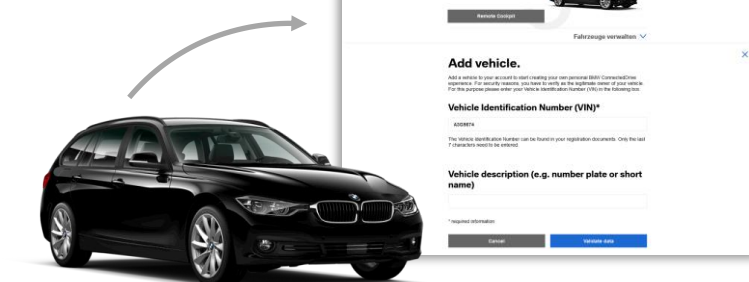 Remote Cockpit
Fahrzeuge verwalten
Add vehicle.
Add a vehicle to your account to start creating your own personal BMW ConnectedDrive
experience. For security reasons, you have to verify as the legitimate owner of your vehicle.
For this purpose please enter your Vehicle Identification Number (VIN) in the following box.
Vehicle Identification Number (VIN)*
The Vehicle Identification Number can be found in your registration documents. Only the last
7 characters need to be entered.
Vehicle description (e.g. number plate or short
name)
* required information
Cancel
Validate data